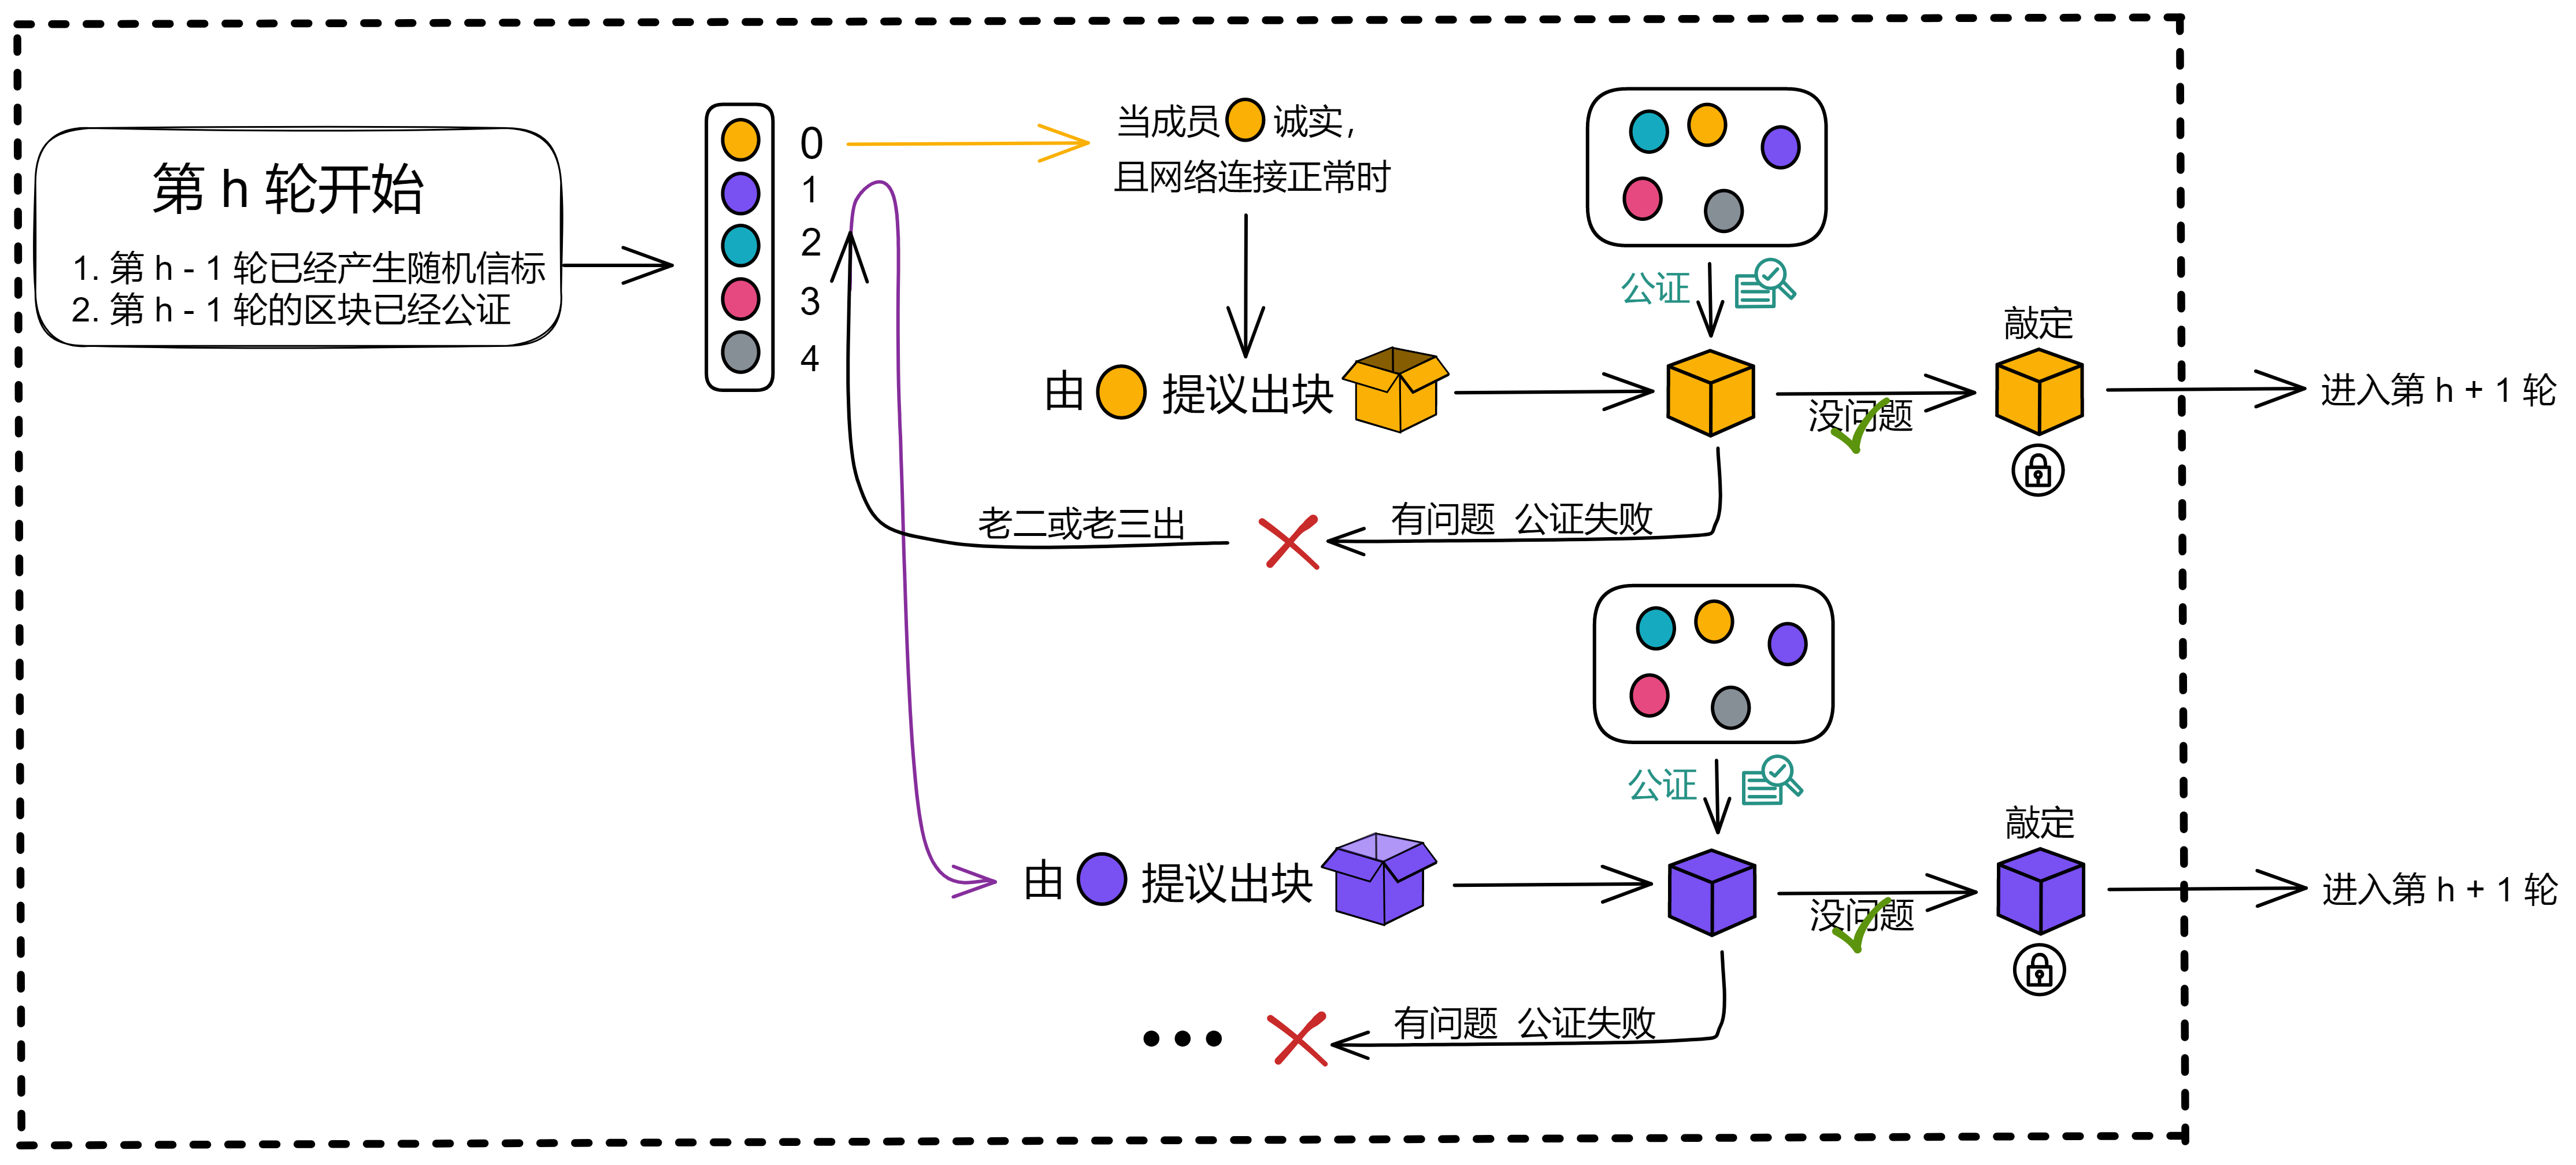 第 h 轮开始
1. 第 h - 1 轮已经产生随机信标
2. 第 h - 1 轮的区块已经公证
0
1
2
3
4
当成员 诚实,
且网络连接正常时
公证
由 提议出块
没问题
敲定
进入第 h + 1 轮
有问题 公证失败
老二或老三出
公证
由 提议出块
没问题
敲定
进入第 h + 1 轮
有问题 公证失败
•••